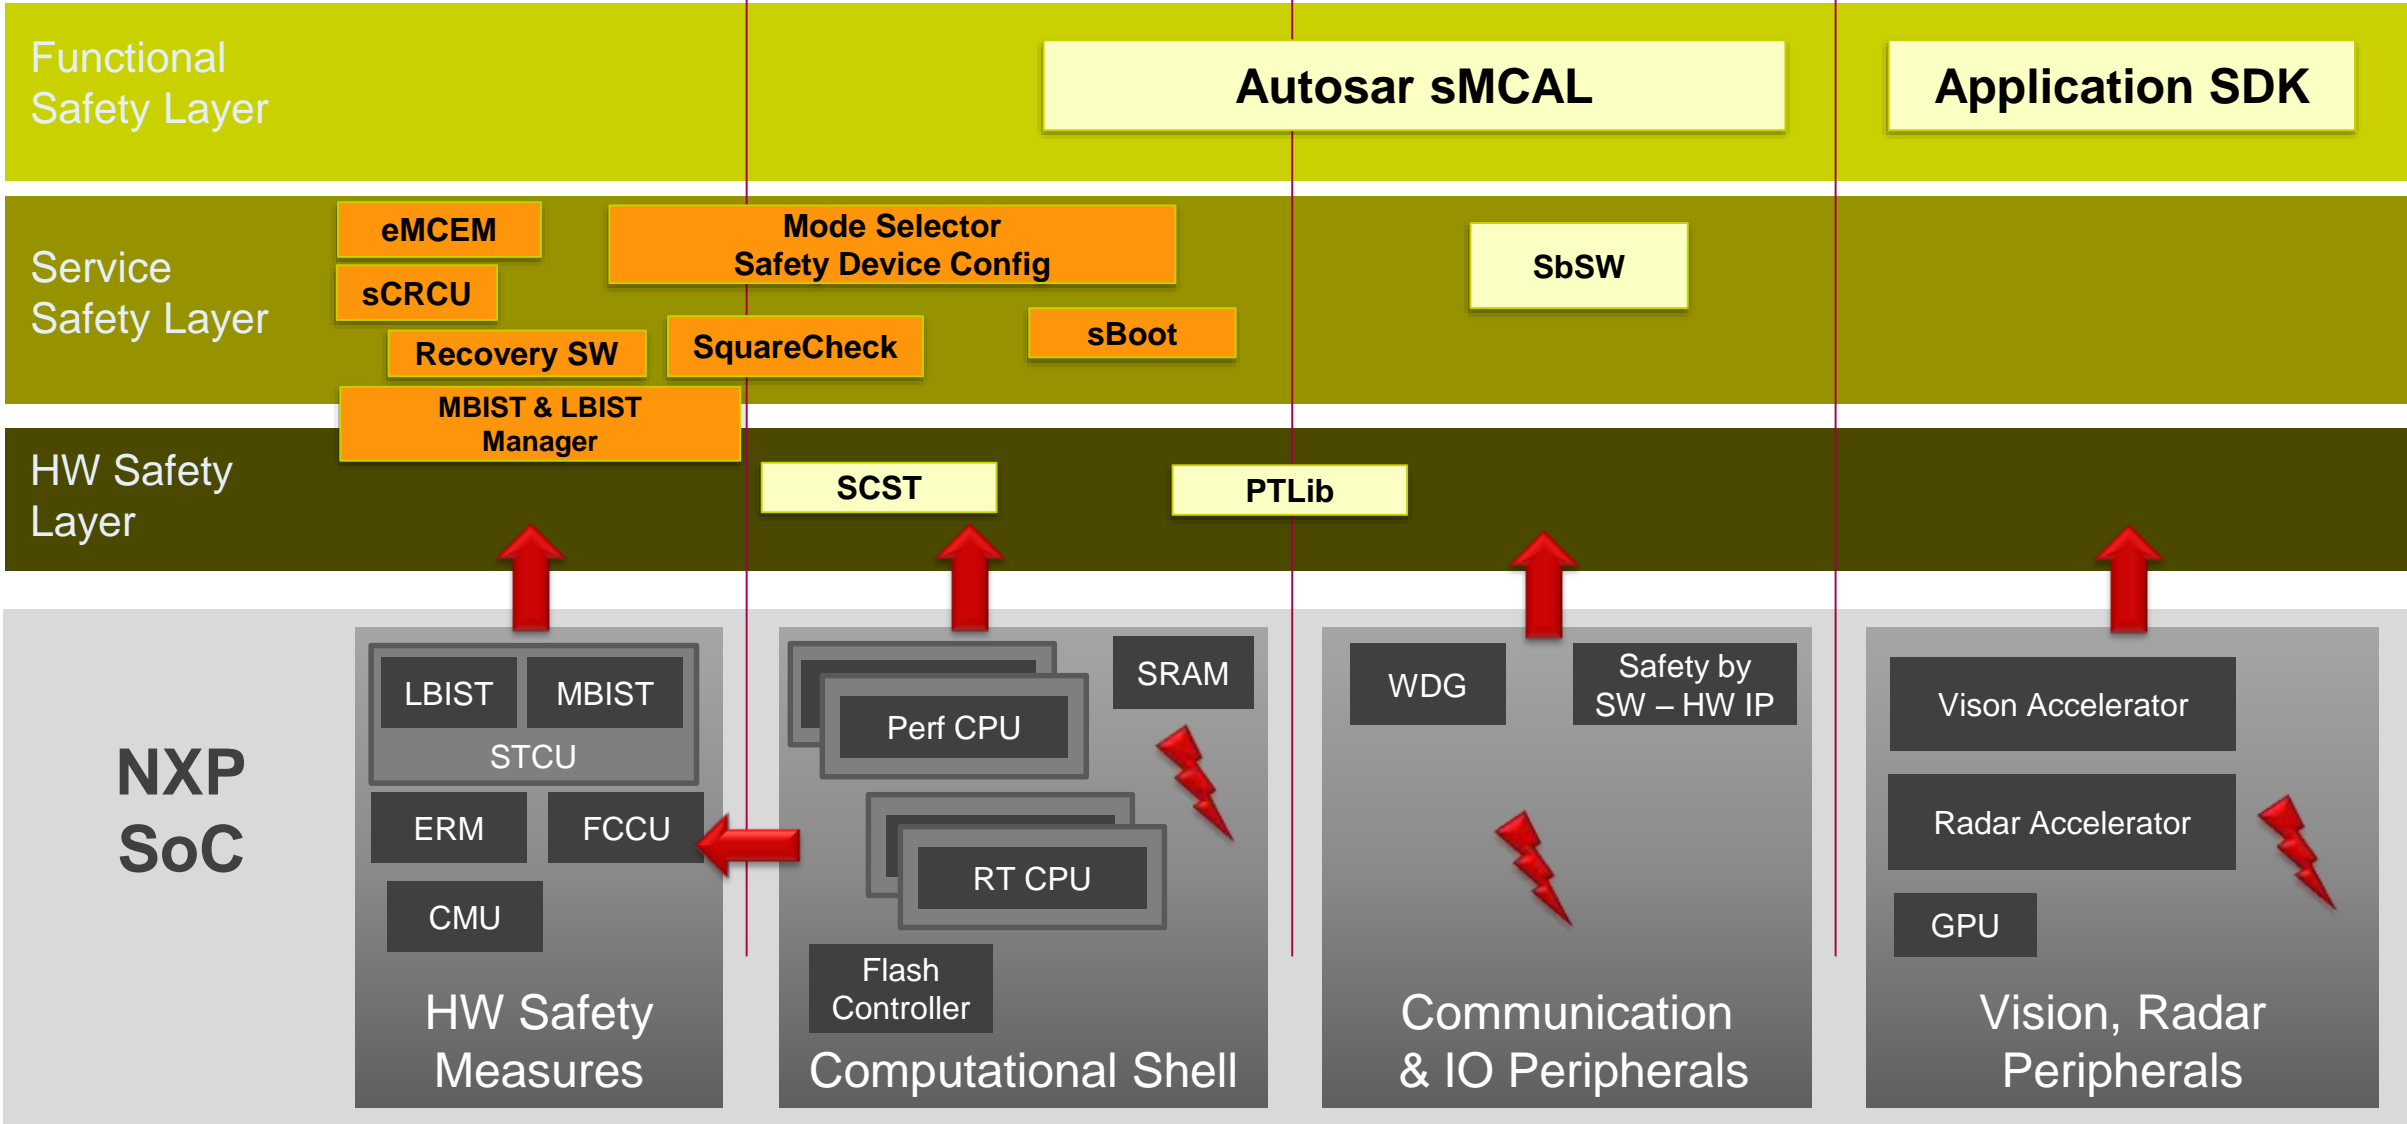 Functional
Safety Layer
Autosar sMCAL
Application SDK
Service
Safety Layer
eMCEM
sCRCU
Recovery SW
Mode Selector
Safety Device Config
SquareCheck
sBoot
SbSW
MBIST & LBIST
Manager
HW Safety
Layer
SCST
PTLib
NXP
SoC
LBIST
MBIST
STCU
ERM
FCCU
CMU
HW Safety
Measures
Perf CPU
SRAM
RT CPU
Flash
Controller
Computational Shell
WDG
Safety by
SW – HW IP
Communication
& IO Peripherals
Vison Accelerator
Radar Accelerator
GPU
Vision, Radar
Peripherals